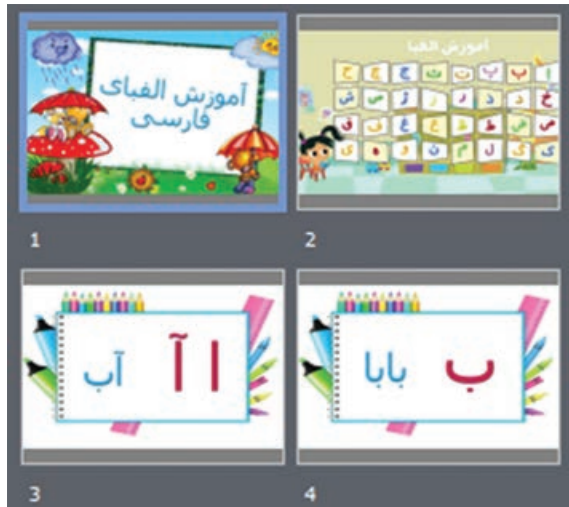 آموزش الفبای
فارسی
1
آموزش الفبا
ا ب پ ت ث ج چ ح
خ د ذ ر ز ژ س ش
ص ض ط ظ ع غ ف ق
ک گ ل م ن و ه ی
2
ا آ آب
3
ب بابا
4